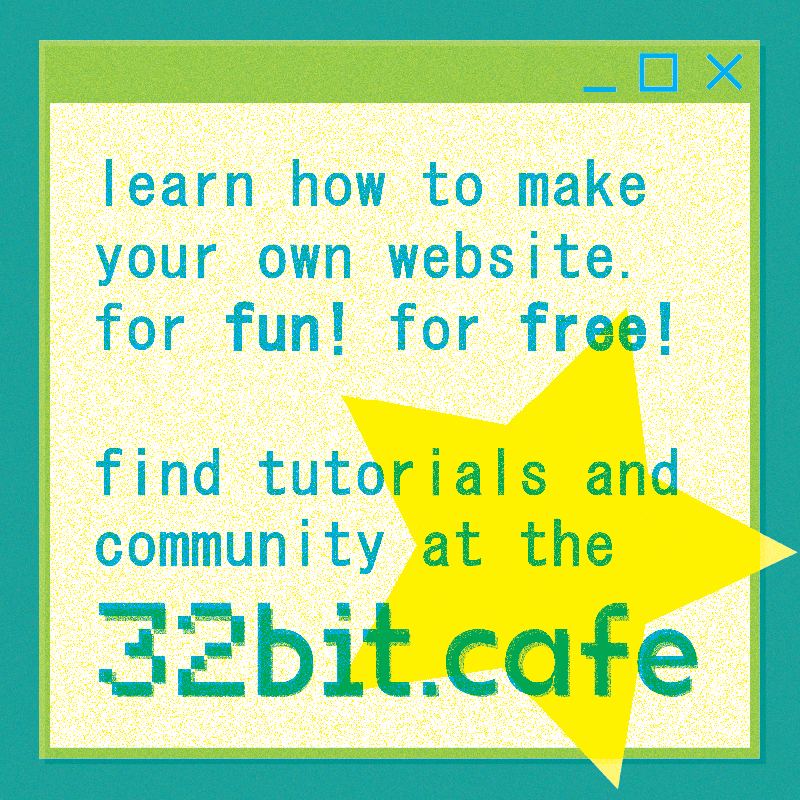 learn how to make
your own website.
for fun! for free!
find tutorials and
community at the
32bit.cafe